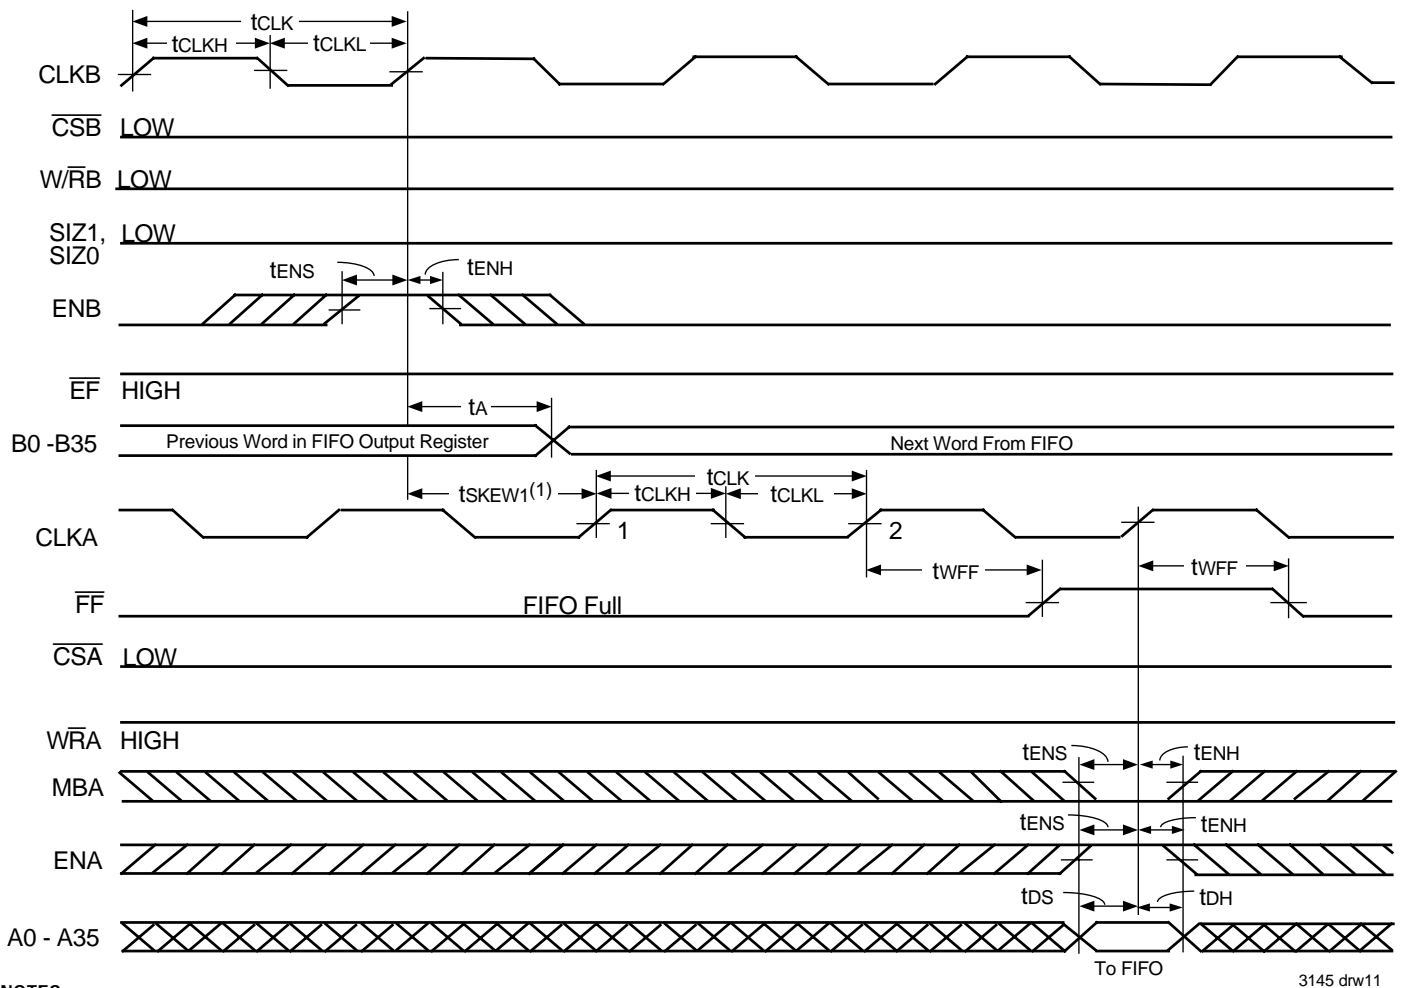 tCLK
tCLKH tCLKL
CLKB
CSB LOW
W/RB LOW
SIZ1, LOW
SIZ0
tENS tENH
ENB
EF HIGH
tA
B0 -B35 Previous Word in FIFO Output Register Next Word From FIFO
tCLK
tSKEW1(1) tCLKH tCLKL
CLKA 1 2
tWFF tWFF
FF FIFO Full
CSA LOW
WRA HIGH
tENS tENH
MBA
tENS tENH
ENA
tDS tDH
A0 - A35
To FIFO
3145 drw11